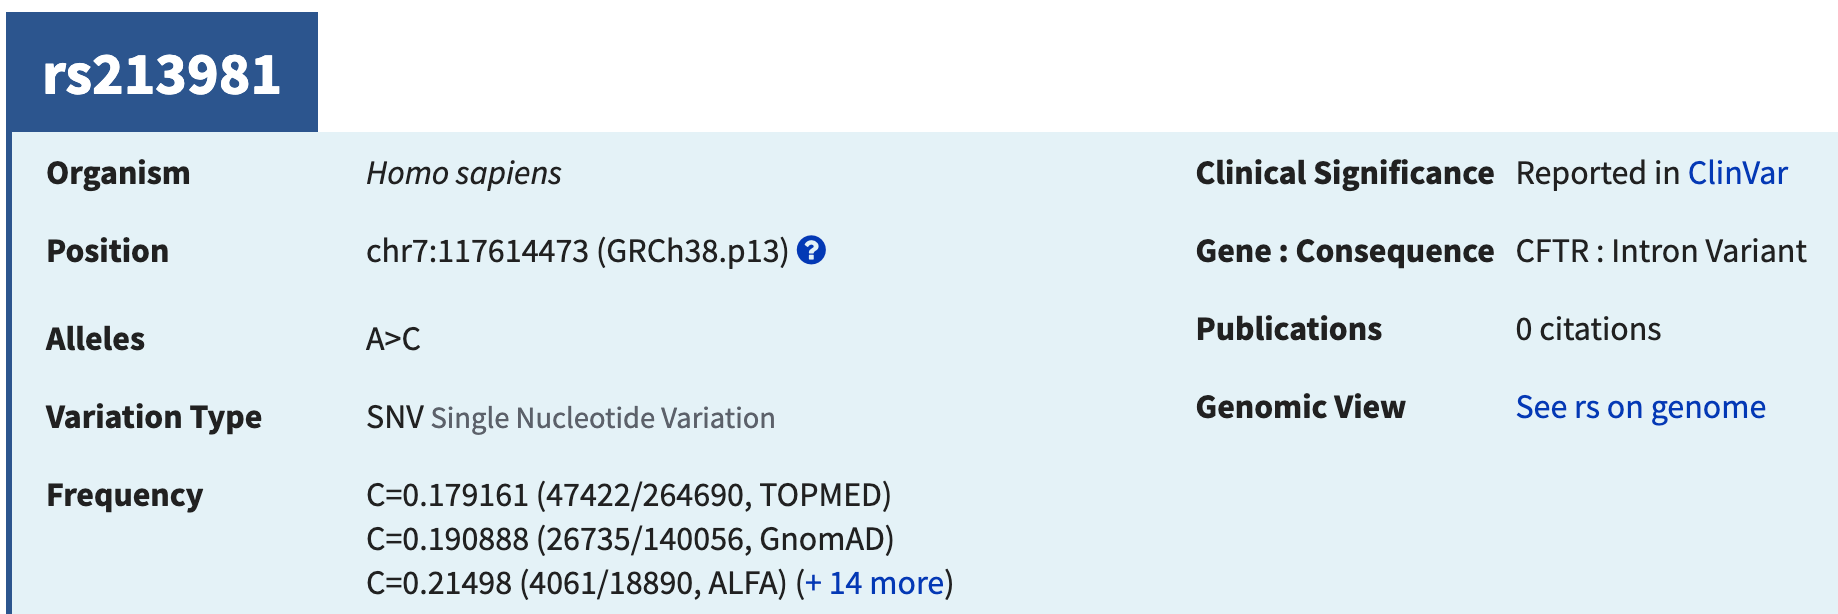 rs213981
Organism Homo sapiens
Position chr7:117614473 (GRCh38.p13) ?
Alleles A>C
Variation Type SNV Single Nucleotide Variation
Frequency C=0.179161 (47422/264690, TOPMED)
C=0.190888 (26735/140056, GnomAD)
C=0.21498 (4061/18890, ALFA) (+ 14 more)
Clinical Significance Reported in ClinVar
Gene : Consequence CFTR : Intron Variant
Publications 0 citations
Genomic View See rs on genome